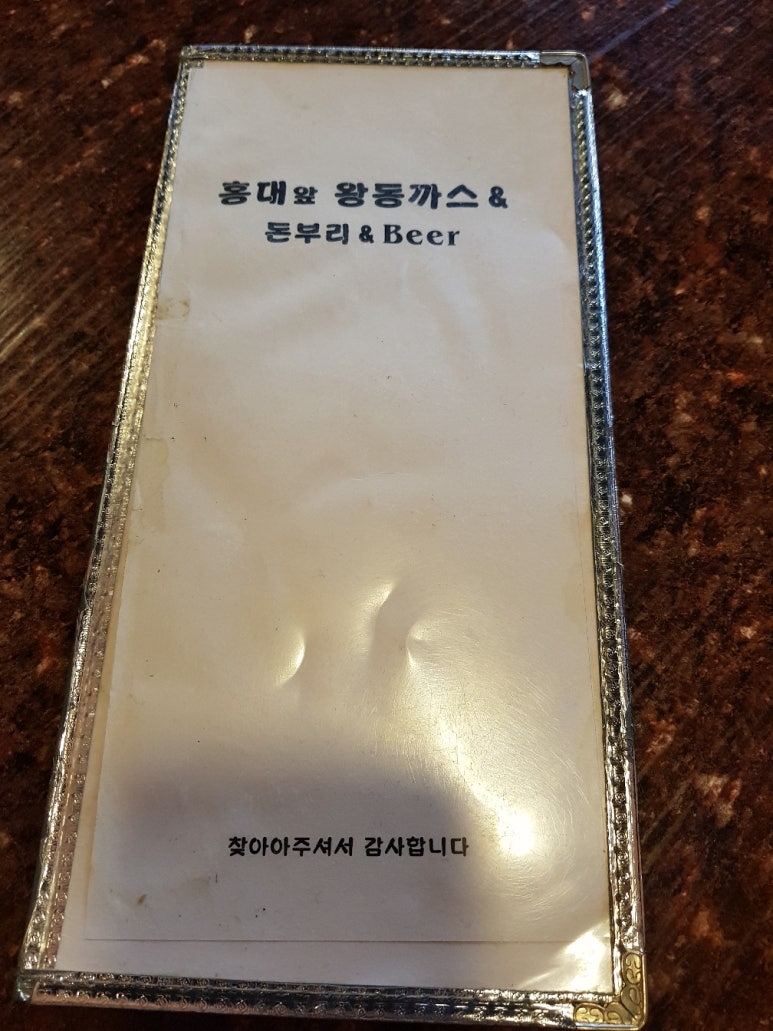 홍대앞 왕동까스 &
돈부리 & Beer
찾아아주셔서 감사합니다